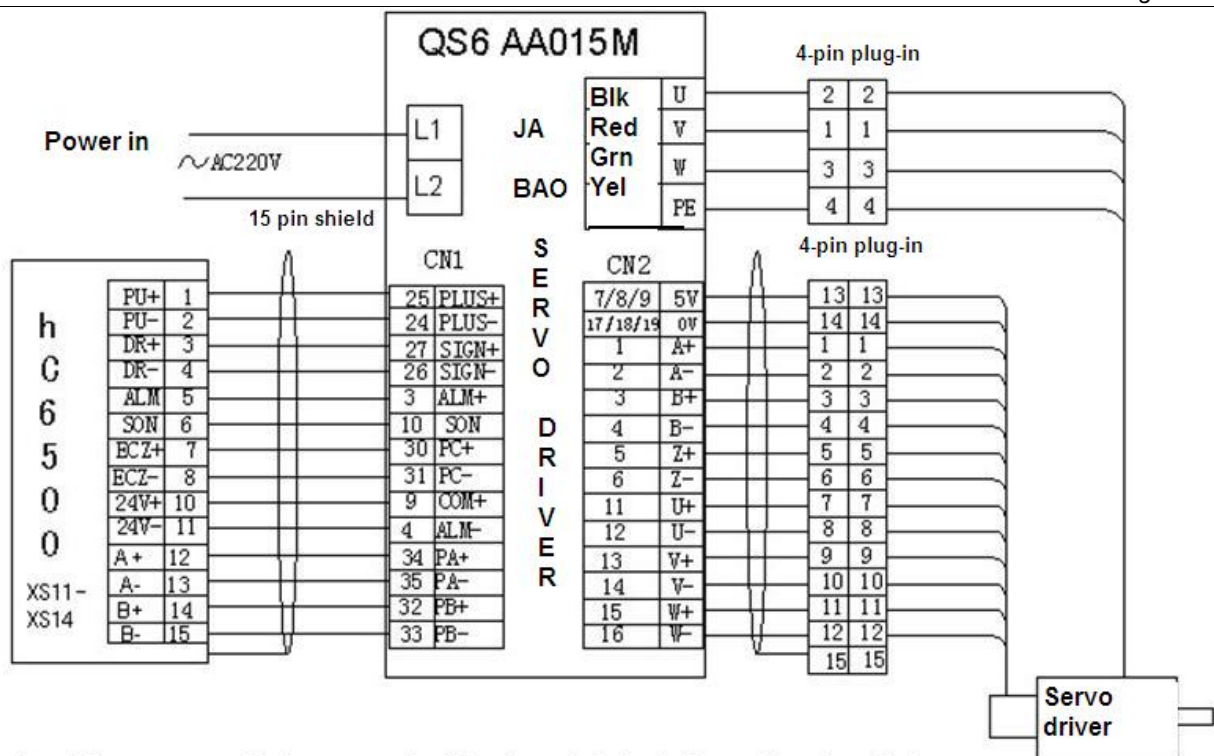 QS6 AA015M
4-pin plug-in
Power in
AC220V
L1
L2
JA
BAO
Blk U 2 2
Red V 1 1
Grn W 3 3
Yel PE 4 4
15 pin shield
4-pin plug-in
SERVO DRIVER
hC6500
XS11-
XS14
CN1
PU+ 1 25 PLUS+
PU- 2 24 PLUS-
DR+ 3 27 SIGN+
DR- 4 26 SIGN-
ALM 5 3 ALM+
SON 6 10 SON
ECZ+ 7 30 PC+
ECZ- 8 31 PC-
24V+ 10 9 COM+
24V- 11 4 ALM-
A+ 12 34 PA+
A- 13 35 PA-
B+ 14 32 PB+
B- 15 33 PB-
CN2
7/8/9 5V 13 13
17/18/19 0V 14 14
1 A+ 1 1
2 A- 2 2
3 B+ 3 3
4 B- 4 4
5 Z+ 5 5
6 Z- 6 6
11 U+ 7 7
12 U- 8 8
13 V+ 9 9
14 V- 10 10
15 W+ 11 11
16 W- 12 12
15 15
Servo
driver